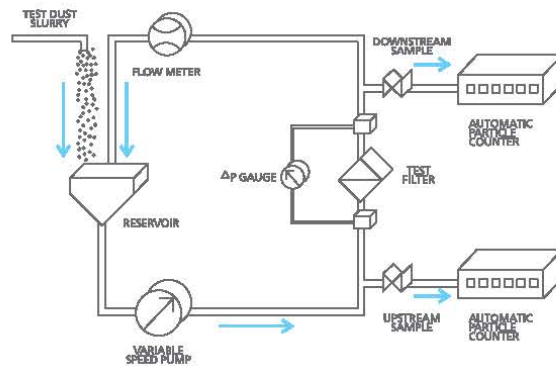 TEST DUST
SLURRY
FLOW METER
DOWNSTREAM
SAMPLE
AUTOMATIC
PARTICLE
COUNTER
ΔP GAUGE
TEST
FILTER
RESERVOIR
VARIABLE
SPEED PUMP
UPSTREAM
SAMPLE
AUTOMATIC
PARTICLE
COUNTER